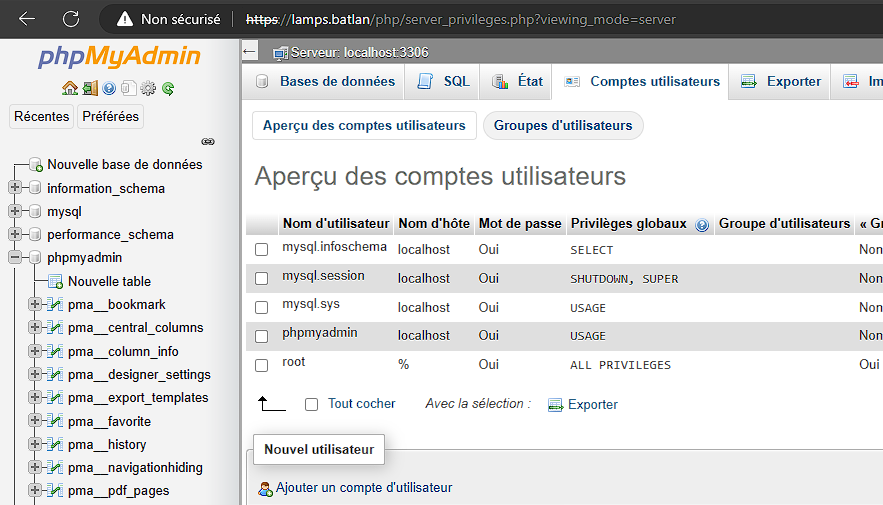 Non sécurisé https://lamps.batlan/php/server_privileges.php?viewing_mode=server
phpMyAdmin
Récentes Préférées
Nouvelle base de données
information_schema
mysql
performance_schema
phpmyadmin
Nouvelle table
pma__bookmark
pma__central_columns
pma__column_info
pma__designer_settings
pma__export_templates
pma__favorite
pma__history
pma__navigationhiding
pma__pdf_pages
Serveur: localhost:3306
Bases de données SQL État Comptes utilisateurs Exporter Im
Aperçu des comptes utilisateurs Groupes d'utilisateurs
Aperçu des comptes utilisateurs
Nom d'utilisateur Nom d'hôte Mot de passe Privilèges globaux Groupe d'utilisateurs « Gr
mysql.infoschema localhost Oui SELECT Non
mysql.session localhost Oui SHUTDOWN, SUPER Non
mysql.sys localhost Oui USAGE Non
phpmyadmin localhost Oui USAGE Non
root % Oui ALL PRIVILEGES Oui
Tout cocher Avec la sélection : Exporter
Nouvel utilisateur
Ajouter un compte d'utilisateur